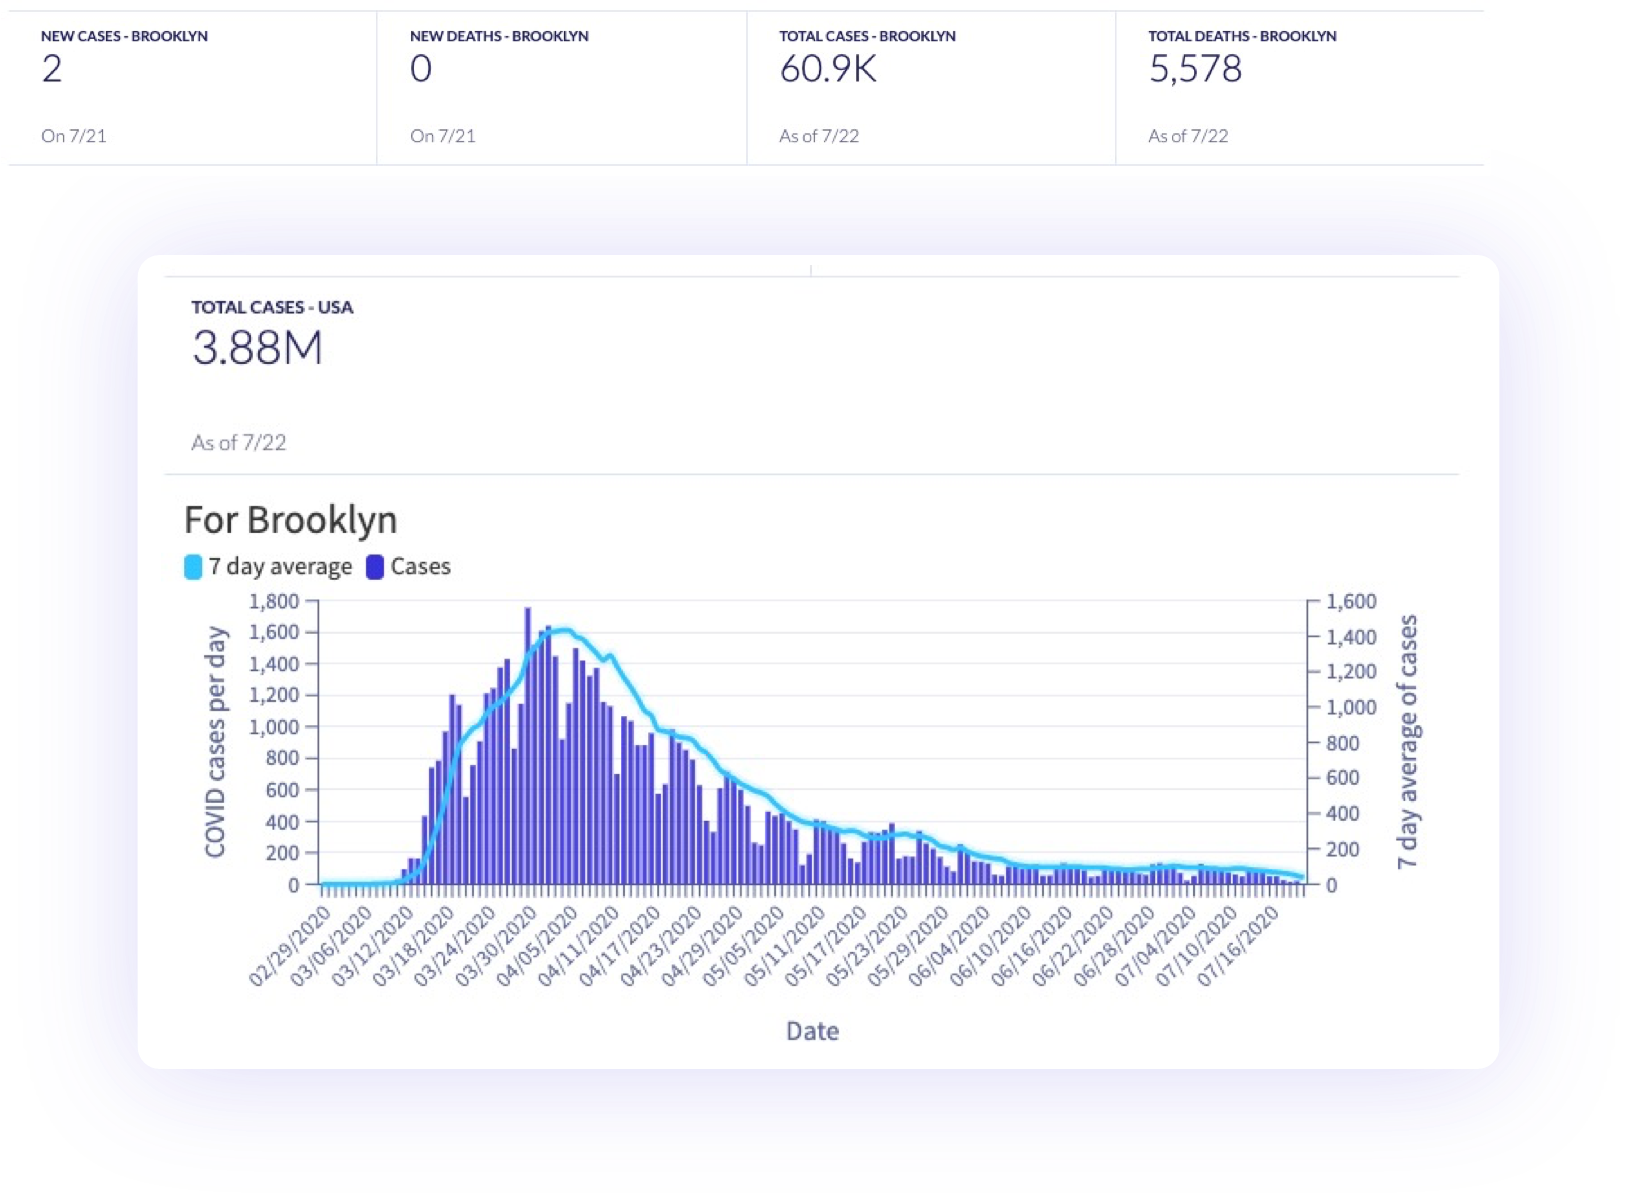 NEW CASES - BROOKLYN
2
On 7/21
NEW DEATHS - BROOKLYN
0
On 7/21
TOTAL CASES - BROOKLYN
60.9K
As of 7/22
TOTAL DEATHS - BROOKLYN
5,578
As of 7/22
TOTAL CASES - USA
3.88M
As of 7/22
For Brooklyn
7 day average
Cases
COVID cases per day
1,800
1,600
1,400
1,200
1,000
800
600
400
200
0
1,600
1,400
1,200
1,000
800
600
400
200
0
7 day average of cases
02/29/2020
03/06/2020
03/12/2020
03/18/2020
03/24/2020
03/30/2020
04/05/2020
04/11/2020
04/17/2020
04/23/2020
04/29/2020
05/05/2020
05/11/2020
05/17/2020
05/23/2020
05/29/2020
06/04/2020
06/10/2020
06/16/2020
06/22/2020
06/28/2020
07/04/2020
07/10/2020
07/16/2020
Date